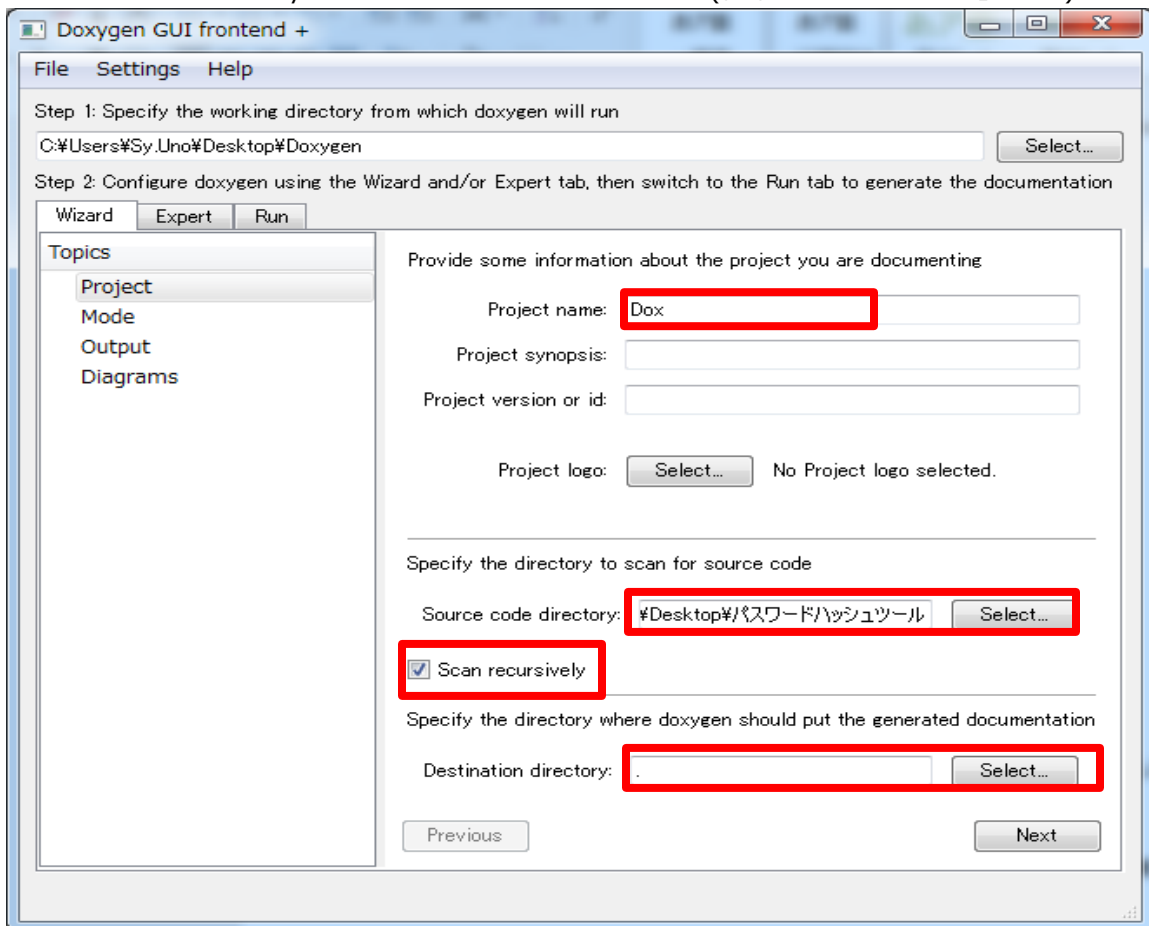 Doxygen GUI frontend +
File Settings Help
Step 1: Specify the working directory from which doxygen will run
C:¥Users¥Sy.Uno¥Desktop¥Doxygen Select...
Step 2: Configure doxygen using the Wizard and/or Expert tab, then switch to the Run tab to generate the documentation
Wizard Expert Run
Topics
Project
Mode
Output
Diagrams
Provide some information about the project you are documenting
Project name: Dox
Project synopsis:
Project version or id:
Project logo: Select... No Project logo selected.
Specify the directory to scan for source code
Source code directory: ¥Desktop¥パスワードハッシュツール Select...
Scan recursively
Specify the directory where doxygen should put the generated documentation
Destination directory: . Select...
Previous Next